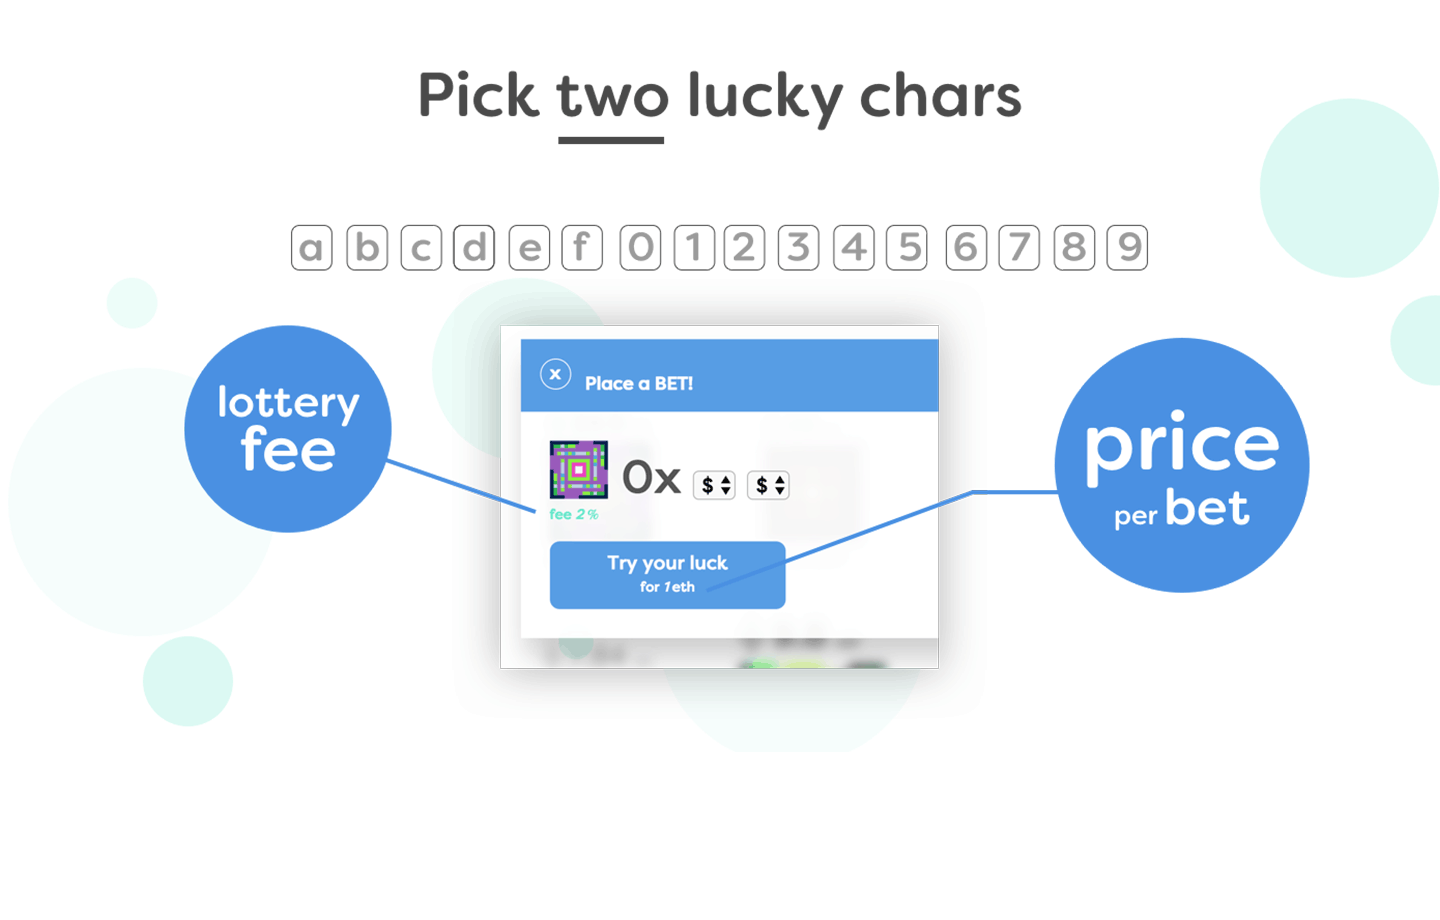 Pick two lucky chars
a b c d e f 0 1 2 3 4 5 6 7 8 9
lottery
fee
x Place a BET!
0x $ $
fee 2%
Try your luck
for 1eth
price
per bet